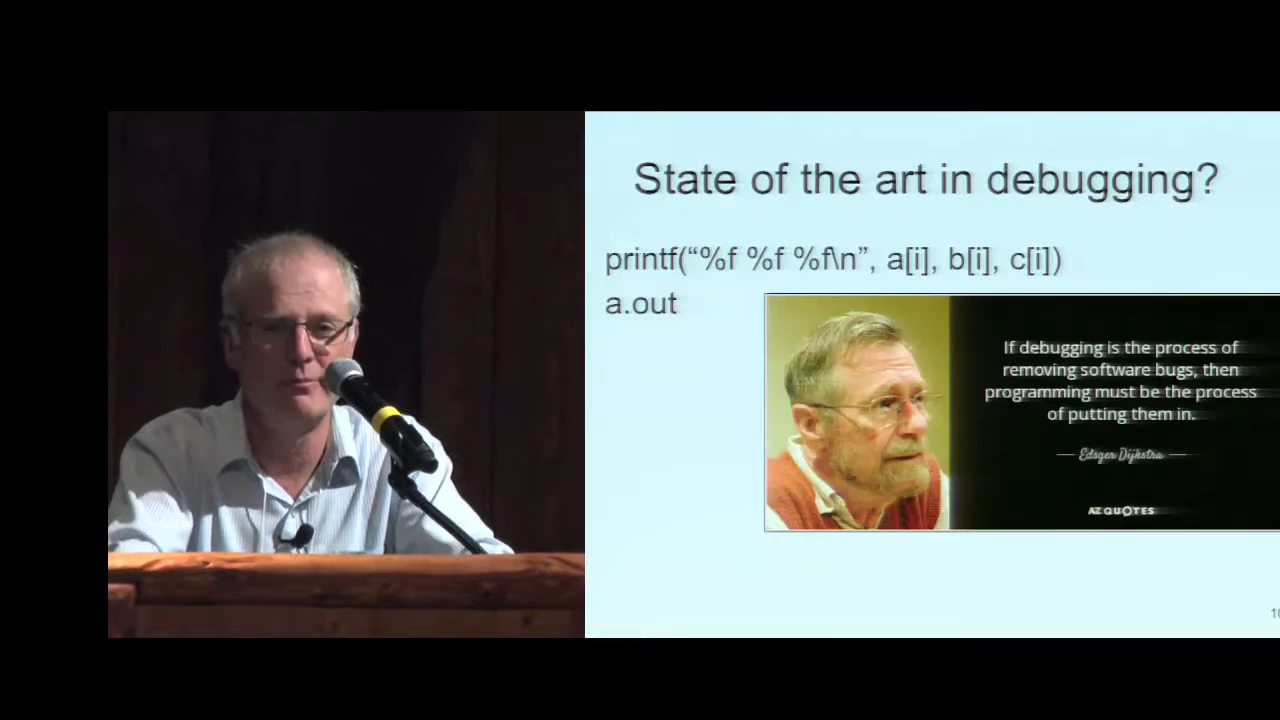 State of the art in debugging?
printf(“%f %f %f\n”, a[i], b[i], c[i])
a.out
If debugging is the process of
removing software bugs, then
programming must be the process
of putting them in.
— Edsger Dijkstra —
AZ QUOTES
10